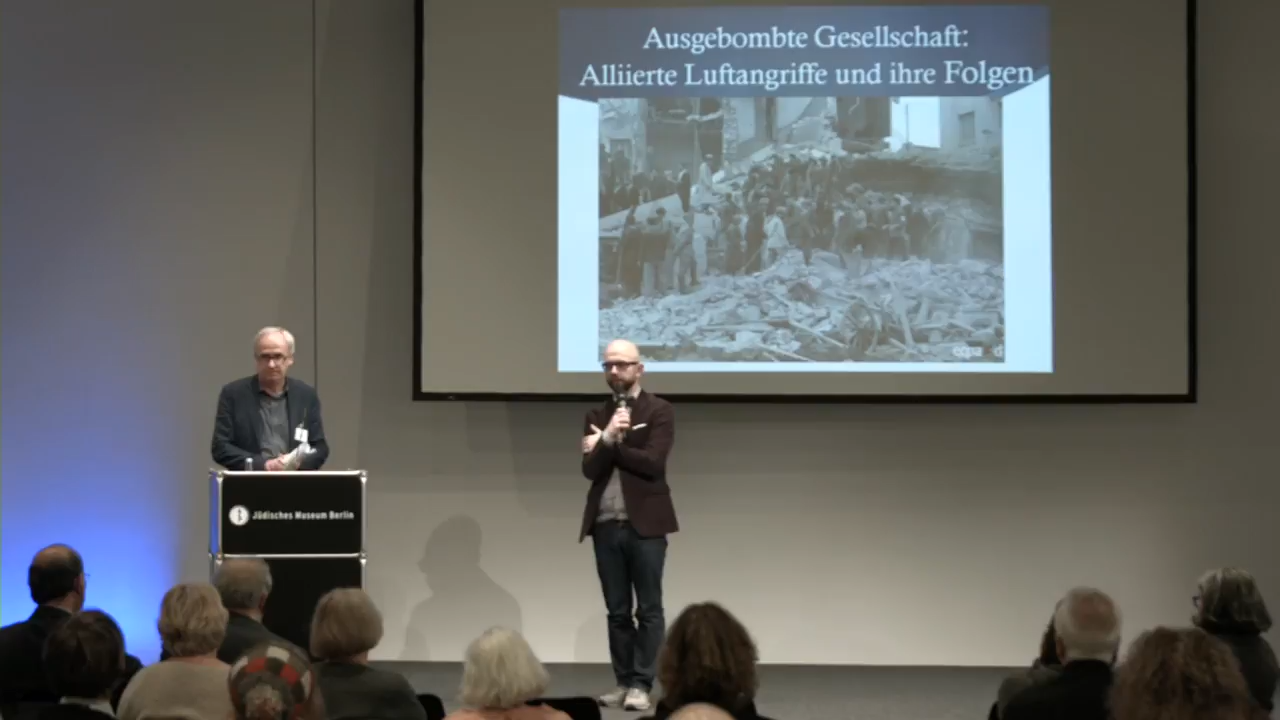 Ausgebombte Gesellschaft:
Alliierte Luftangriffe und ihre Folgen
Jüdisches Museum Berlin